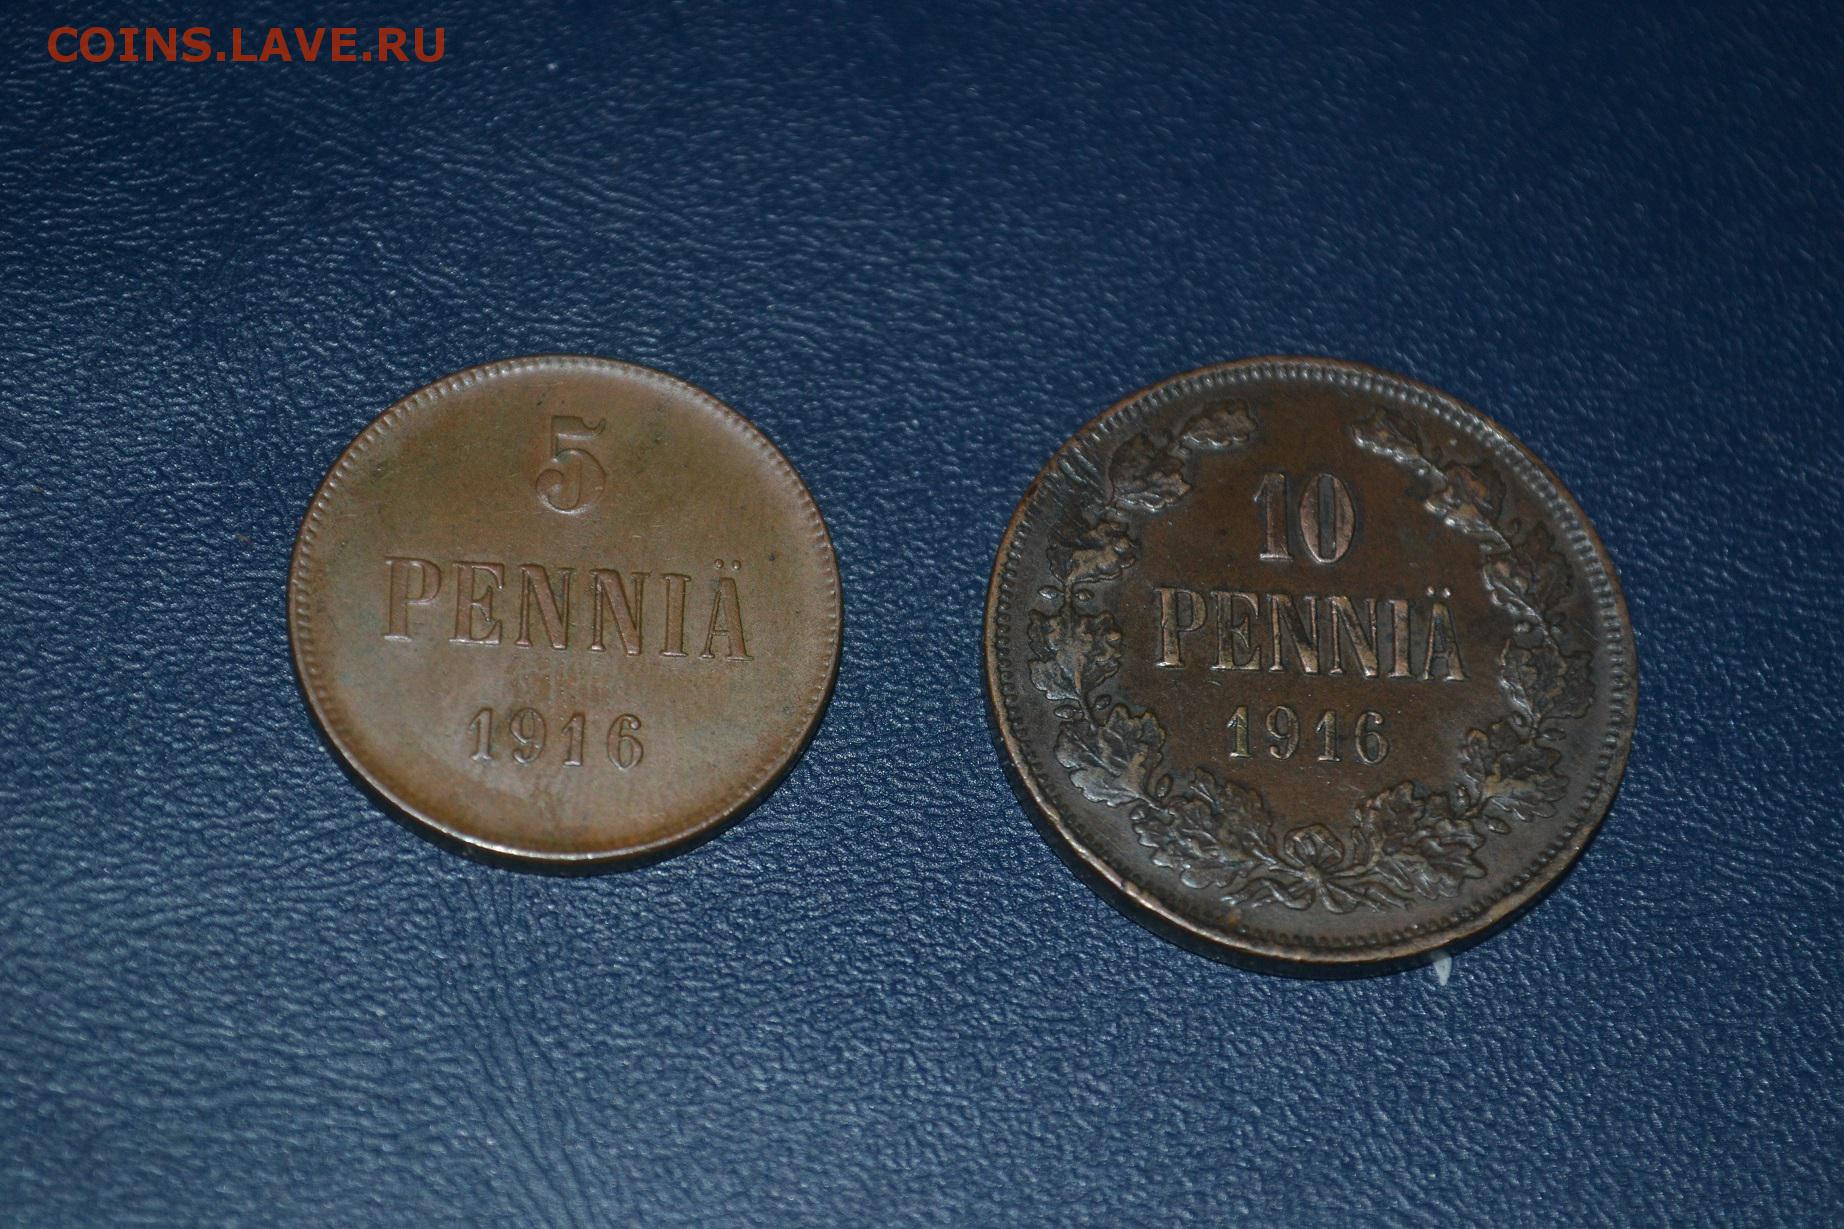 COINS.LAVE.RU
5
PENNIÄ
1916
10
PENNIÄ
1916